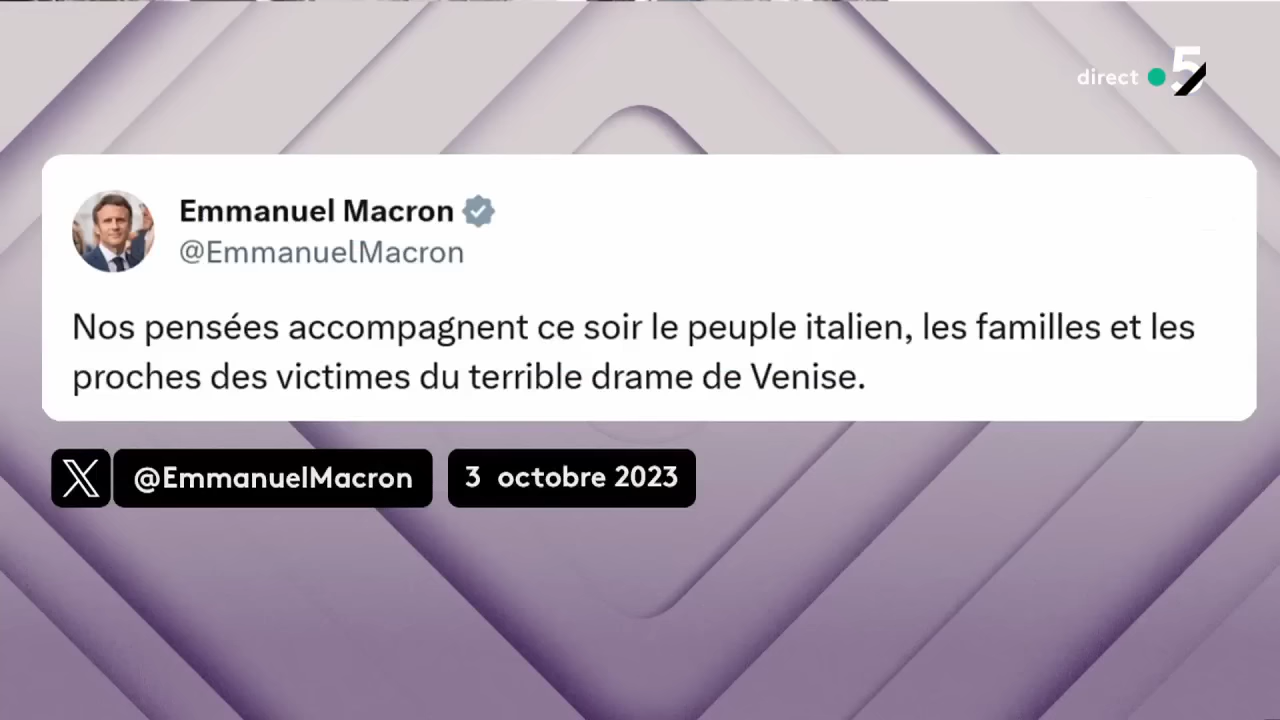 direct 5
Emmanuel Macron
@EmmanuelMacron
Nos pensées accompagnent ce soir le peuple italien, les familles et les
proches des victimes du terrible drame de Venise.
X @EmmanuelMacron 3 octobre 2023